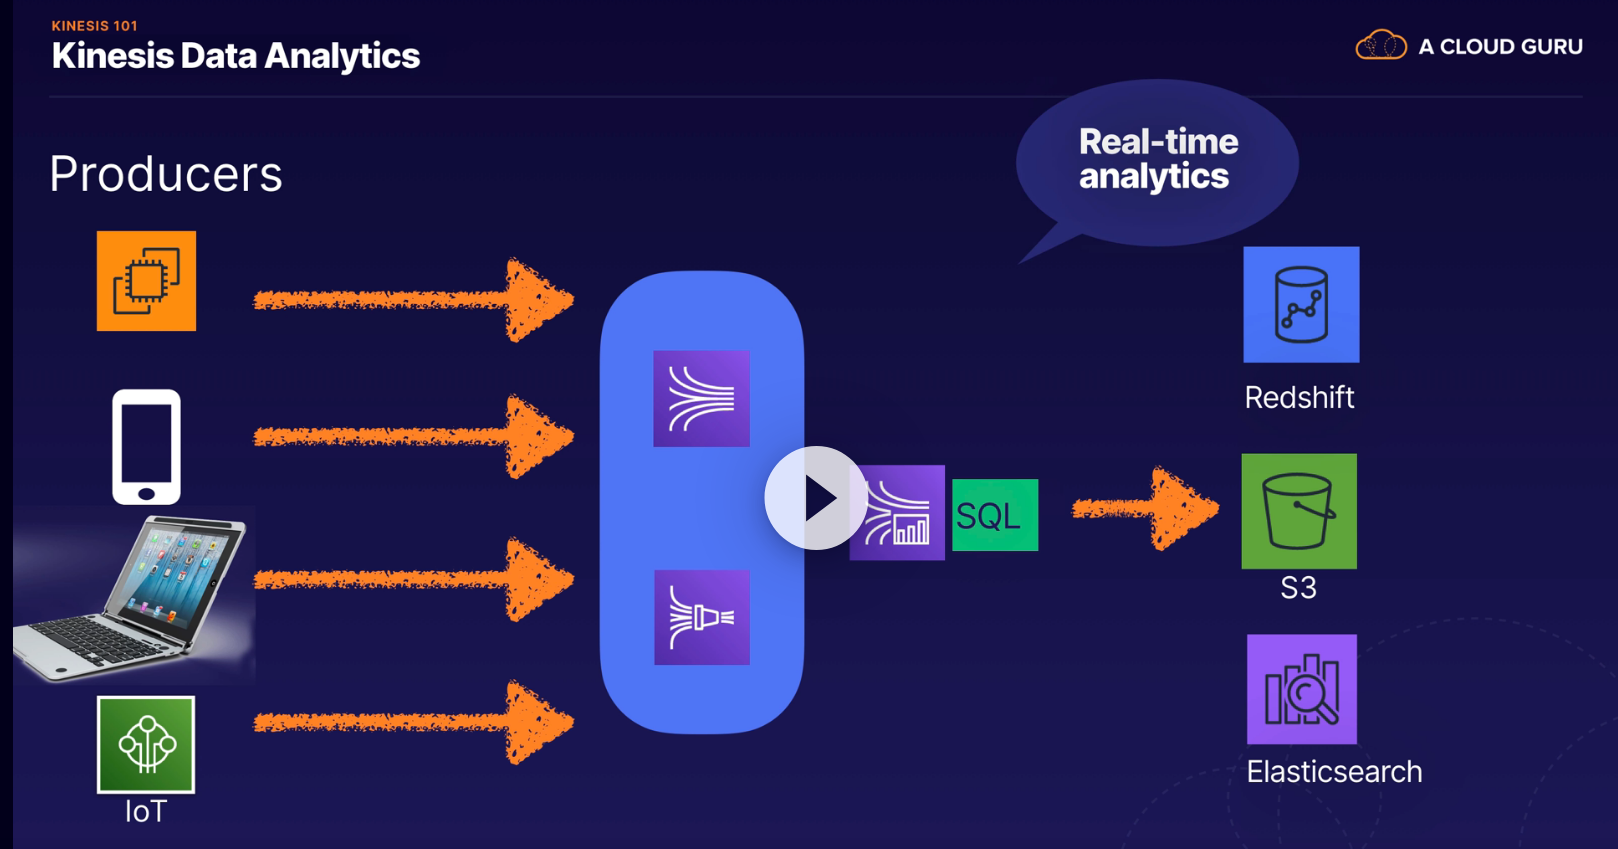 KINESIS 101
Kinesis Data Analytics
A CLOUD GURU
Real-time
analytics
Producers
Redshift
SQL
S3
Elasticsearch
IoT